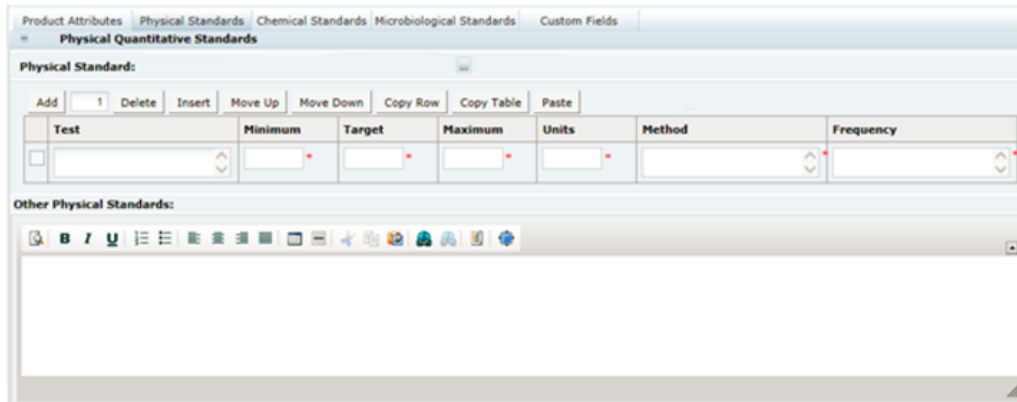 Product Attributes Physical Standards Chemical Standards Microbiological Standards Custom Fields
Physical Quantitative Standards
Physical Standard: ...
Add 1 Delete Insert Move Up Move Down Copy Row Copy Table Paste
Test Minimum Target Maximum Units Method Frequency
* * * * * *
Other Physical Standards:
B I U